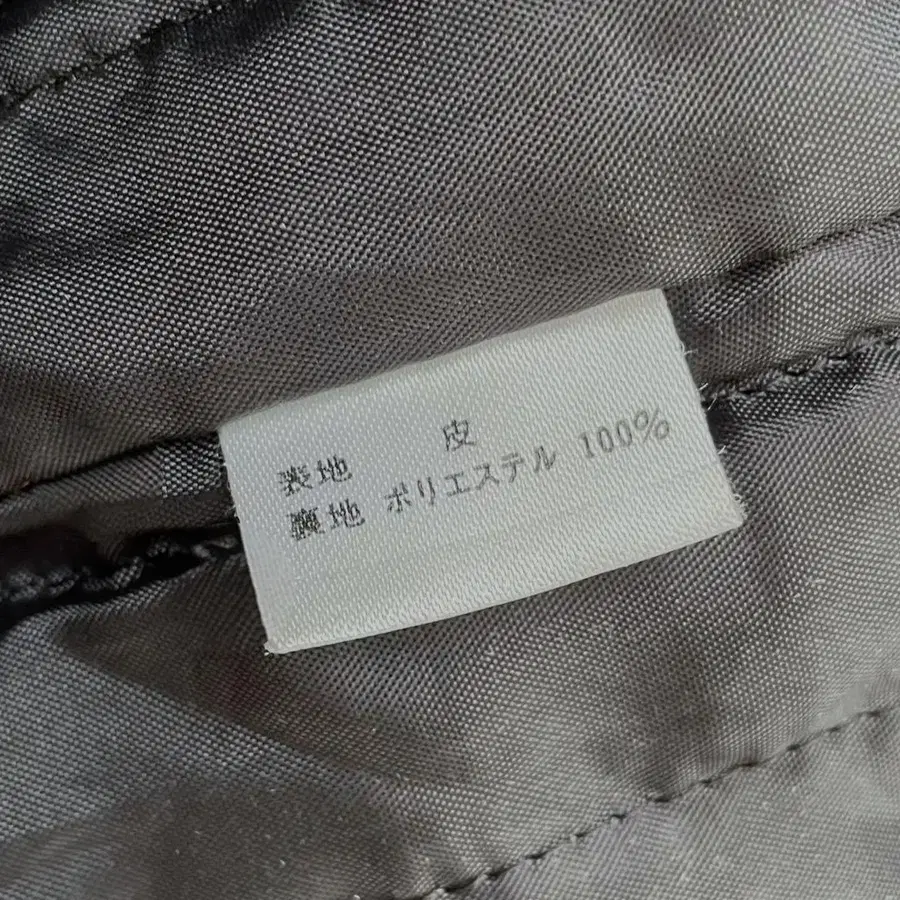 表地 皮
裏地 ポリエステル 100%